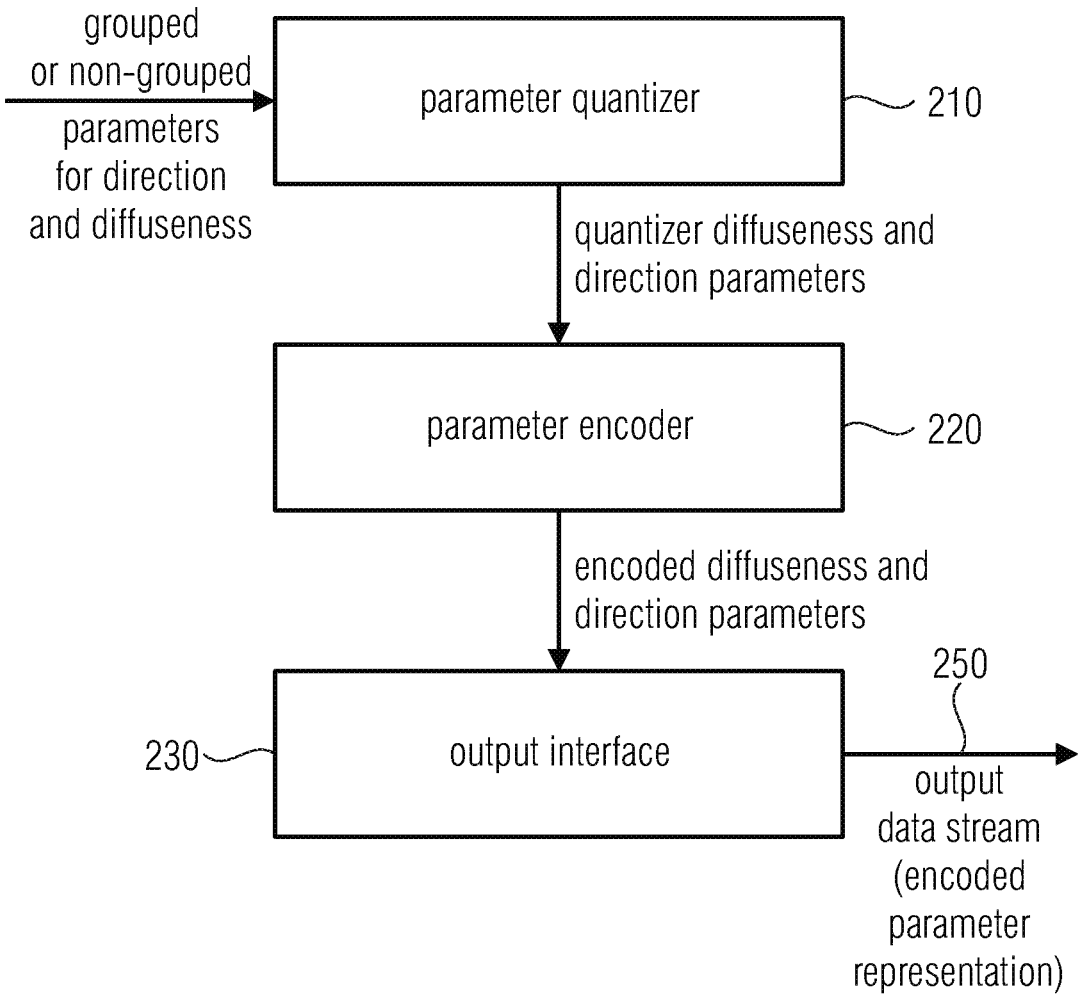 grouped
or non-grouped
parameters
for direction
and diffuseness
parameter quantizer
210
quantizer diffuseness and
direction parameters
parameter encoder
220
encoded diffuseness and
direction parameters
230
output interface
250
output
data stream
(encoded
parameter
representation)